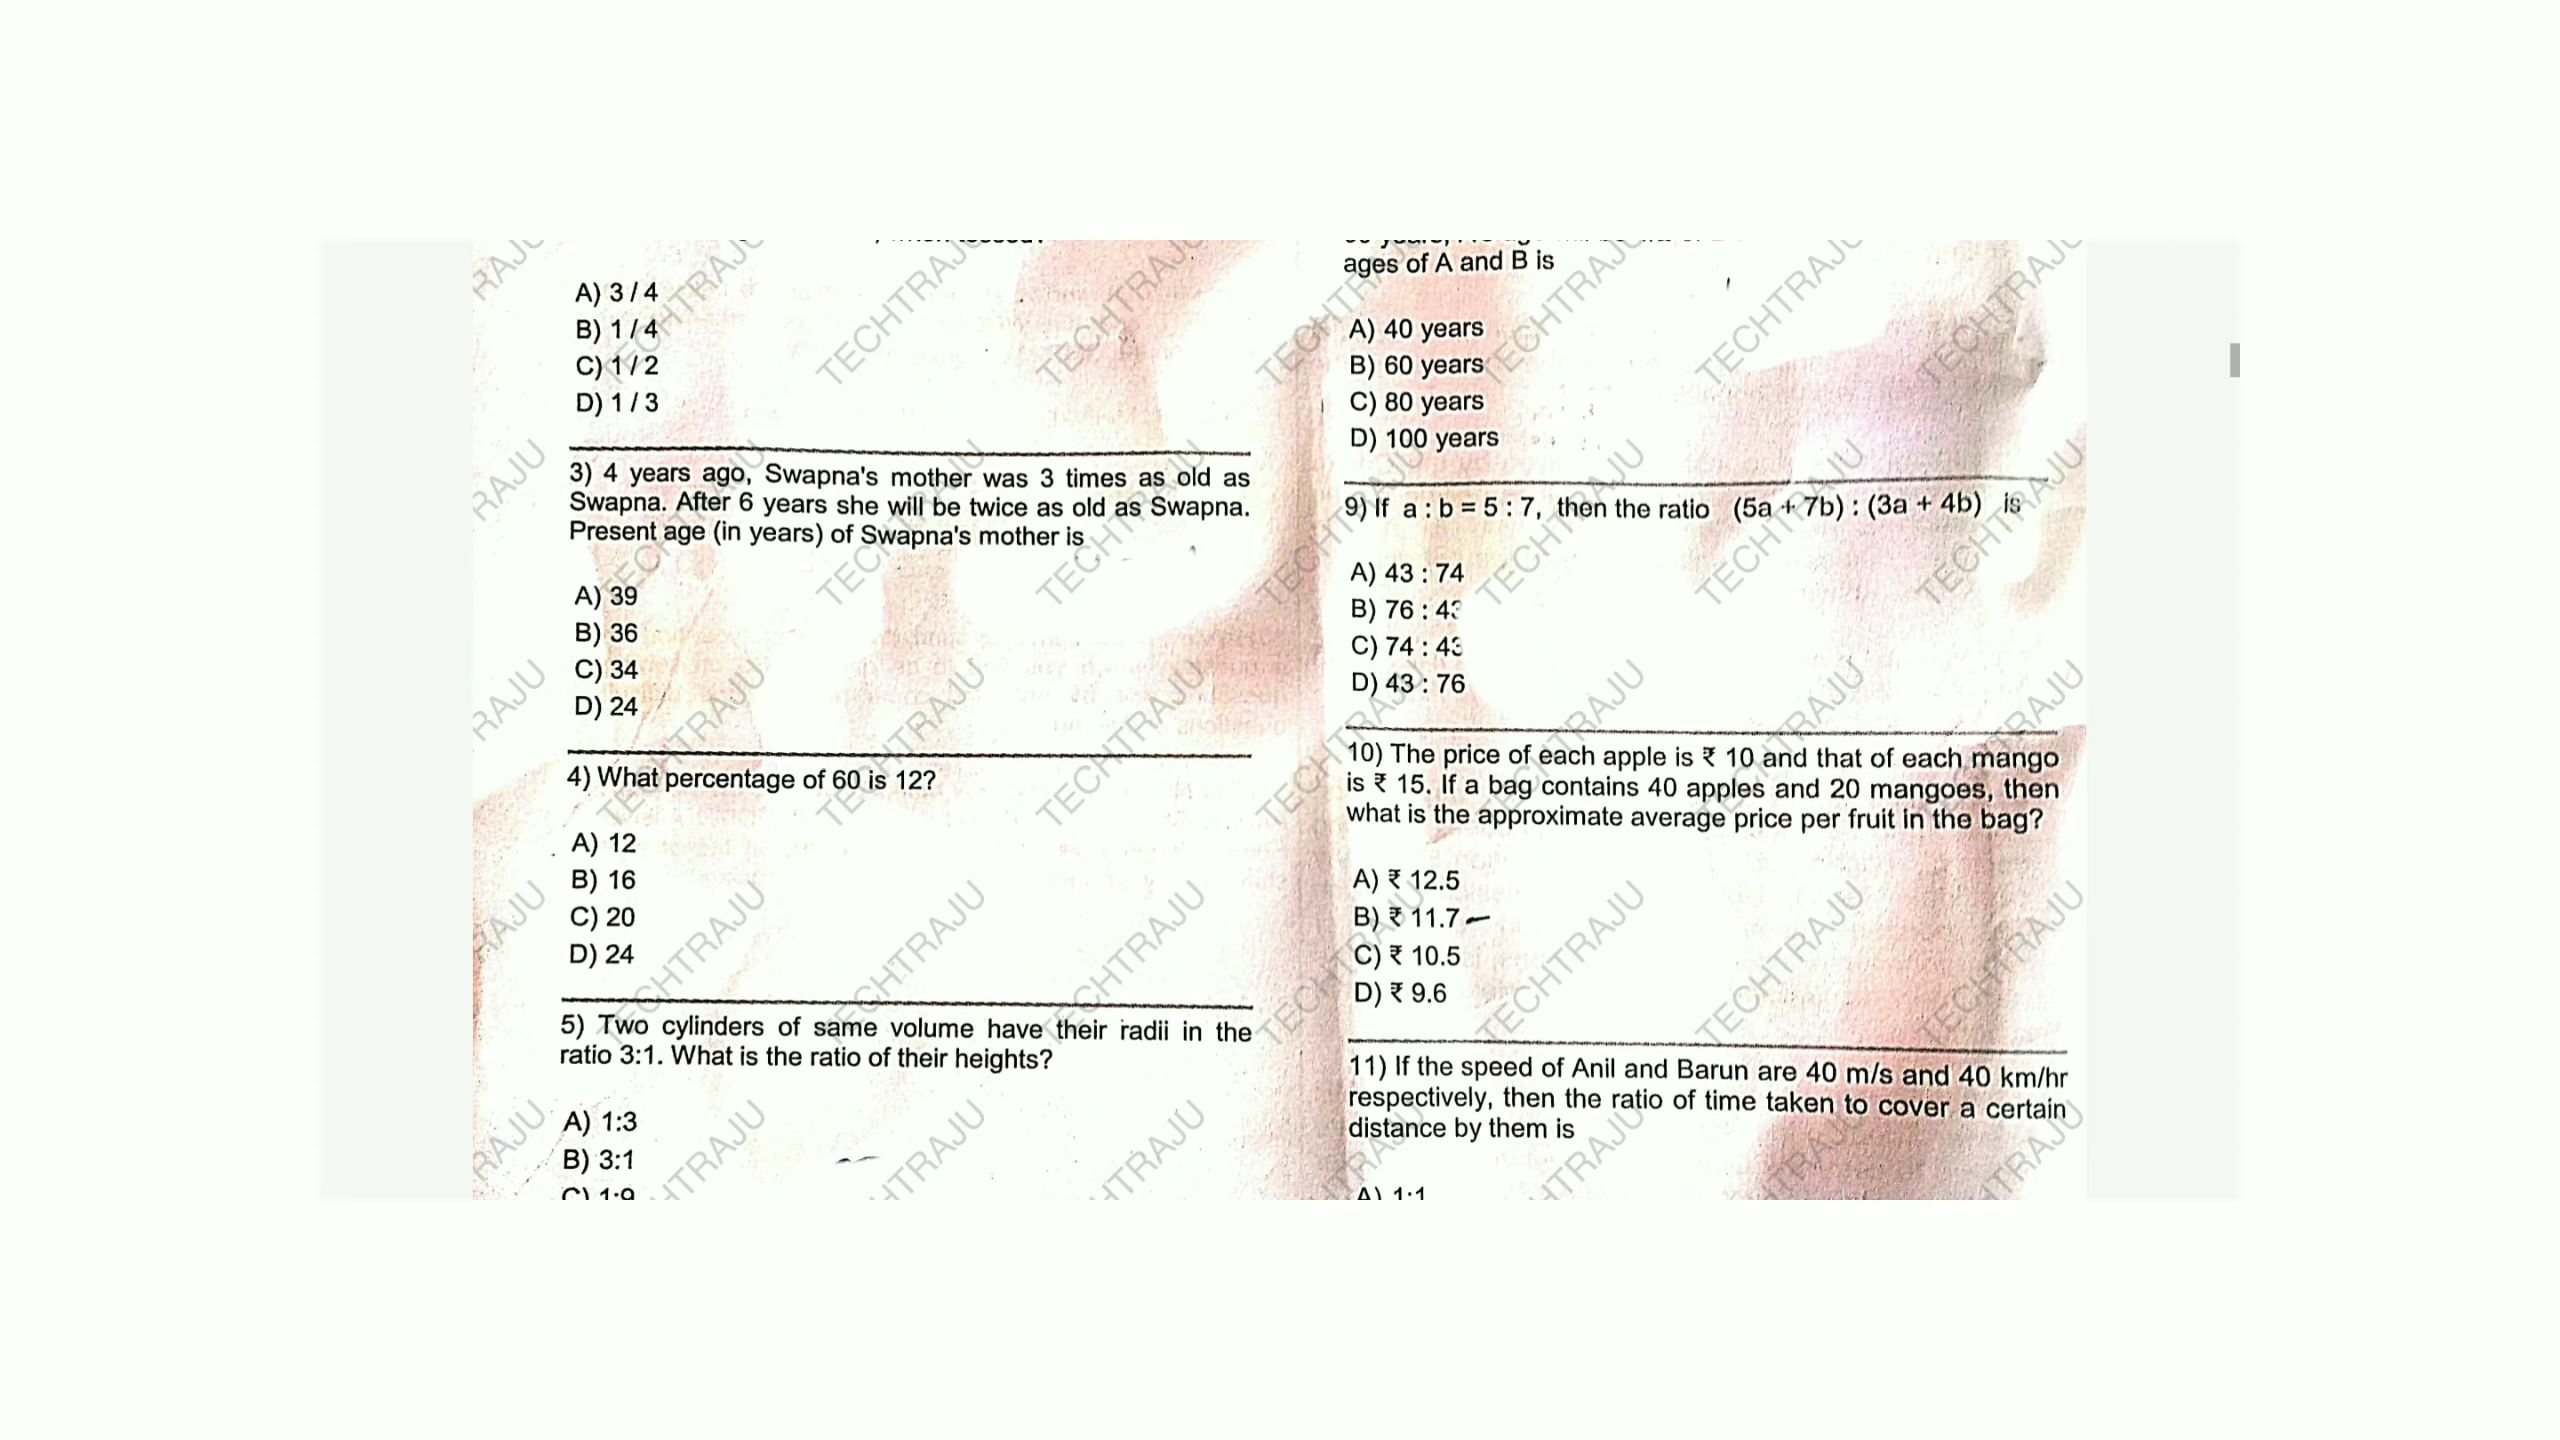 A) 3 / 4
B) 1 / 4
C) 1 / 2
D) 1 / 3
3) 4 years ago, Swapna's mother was 3 times as old as
Swapna. After 6 years she will be twice as old as Swapna.
Present age (in years) of Swapna's mother is
A) 39
B) 36
C) 34
D) 24
4) What percentage of 60 is 12?
A) 12
B) 16
C) 20
D) 24
5) Two cylinders of same volume have their radii in the
ratio 3:1. What is the ratio of their heights?
A) 1:3
B) 3:1
C) 1:9
ages of A and B is
A) 40 years
B) 60 years
C) 80 years
D) 100 years
9) If a : b = 5 : 7, then the ratio (5a + 7b) : (3a + 4b) is
A) 43 : 74
B) 76 : 43
C) 74 : 43
D) 43 : 76
10) The price of each apple is ₹ 10 and that of each mango
is ₹ 15. If a bag contains 40 apples and 20 mangoes, then
what is the approximate average price per fruit in the bag?
A) ₹ 12.5
B) ₹ 11.7
C) ₹ 10.5
D) ₹ 9.6
11) If the speed of Anil and Barun are 40 m/s and 40 km/hr
respectively, then the ratio of time taken to cover a certain
distance by them is
A) 1:1
TECHTRAJU